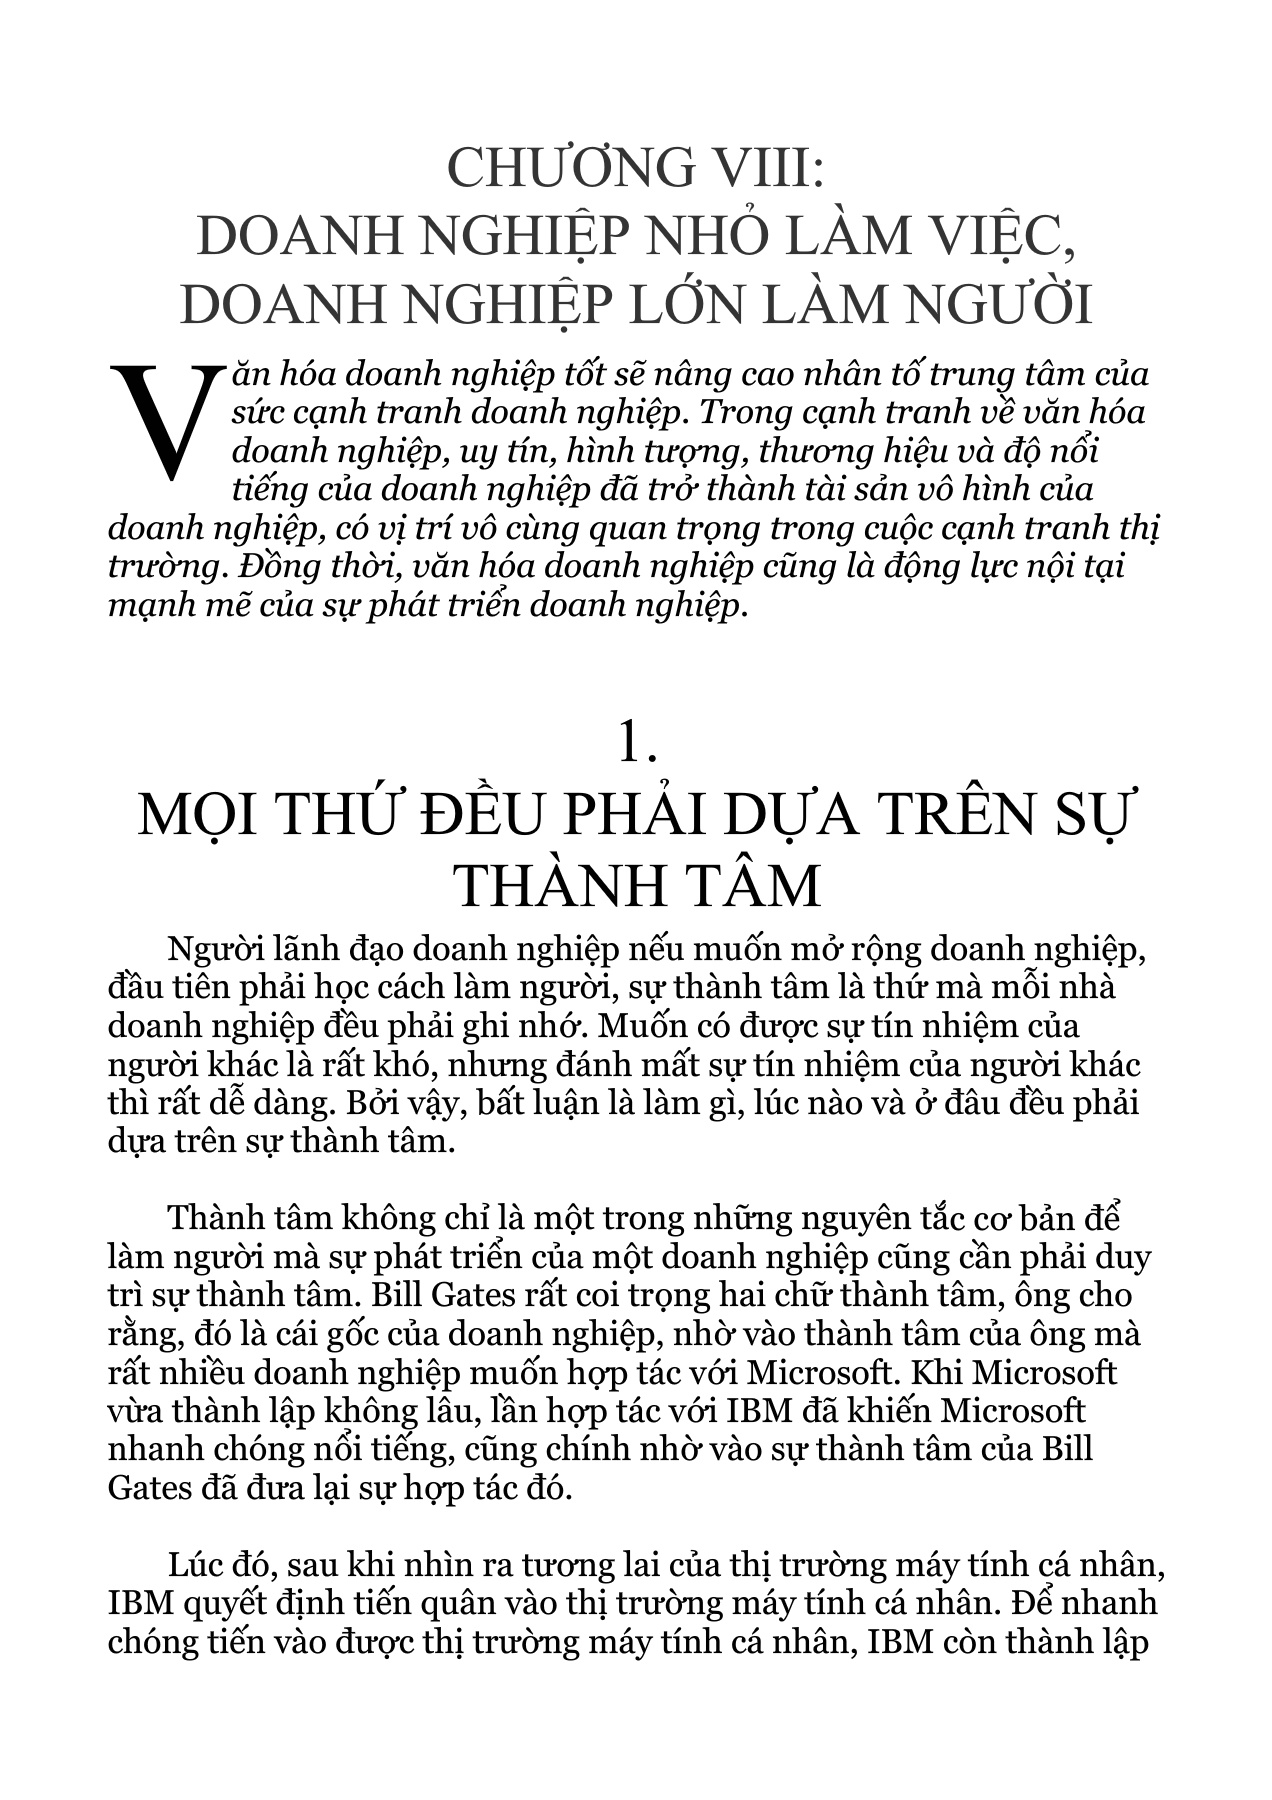 CHƯƠNG VIII:
DOANH NGHIỆP NHỎ LÀM VIỆC,
DOANH NGHIỆP LỚN LÀM NGƯỜI
Văn hóa doanh nghiệp tốt sẽ nâng cao nhân tố trung tâm của
sức cạnh tranh doanh nghiệp. Trong cạnh tranh về văn hóa
doanh nghiệp, uy tín, hình tượng, thương hiệu và độ nổi
tiếng của doanh nghiệp đã trở thành tài sản vô hình của
doanh nghiệp, có vị trí vô cùng quan trọng trong cuộc cạnh tranh thị
trường. Đồng thời, văn hóa doanh nghiệp cũng là động lực nội tại
mạnh mẽ của sự phát triển doanh nghiệp.
1.
MỌI THỨ ĐỀU PHẢI DỰA TRÊN SỰ
THÀNH TÂM
Người lãnh đạo doanh nghiệp nếu muốn mở rộng doanh nghiệp,
đầu tiên phải học cách làm người, sự thành tâm là thứ mà mỗi nhà
doanh nghiệp đều phải ghi nhớ. Muốn có được sự tín nhiệm của
người khác là rất khó, nhưng đánh mất sự tín nhiệm của người khác
thì rất dễ dàng. Bởi vậy, bất luận là làm gì, lúc nào và ở đâu đều phải
dựa trên sự thành tâm.
Thành tâm không chỉ là một trong những nguyên tắc cơ bản để
làm người mà sự phát triển của một doanh nghiệp cũng cần phải duy
trì sự thành tâm. Bill Gates rất coi trọng hai chữ thành tâm, ông cho
rằng, đó là cái gốc của doanh nghiệp, nhờ vào thành tâm của ông mà
rất nhiều doanh nghiệp muốn hợp tác với Microsoft. Khi Microsoft
vừa thành lập không lâu, lần hợp tác với IBM đã khiến Microsoft
nhanh chóng nổi tiếng, cũng chính nhờ vào sự thành tâm của Bill
Gates đã đưa lại sự hợp tác đó.
Lúc đó, sau khi nhìn ra tương lai của thị trường máy tính cá nhân,
IBM quyết định tiến quân vào thị trường máy tính cá nhân. Để nhanh
chóng tiến vào được thị trường máy tính cá nhân, IBM còn thành lập